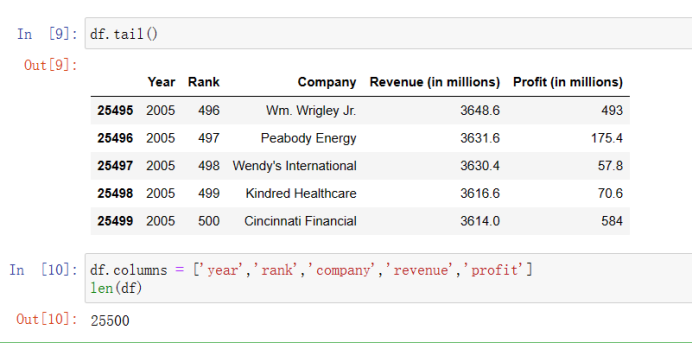 In [9]: df.tail()
Out[9]:
Year Rank Company Revenue (in millions) Profit (in millions)
25495 2005 496 Wm. Wrigley Jr. 3648.6 493
25496 2005 497 Peabody Energy 3631.6 175.4
25497 2005 498 Wendy's International 3630.4 57.8
25498 2005 499 Kindred Healthcare 3616.6 70.6
25499 2005 500 Cincinnati Financial 3614.0 584
In [10]: df.columns = ['year','rank','company','revenue','profit']
len(df)
Out[10]: 25500